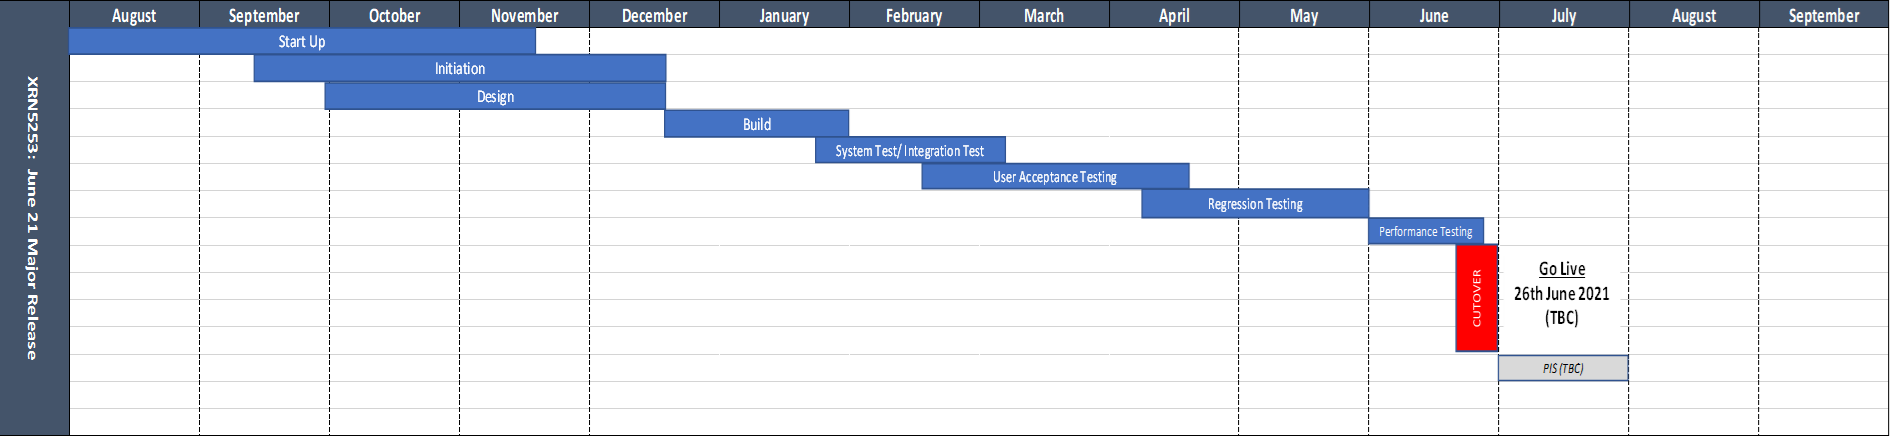 August September October November December January February March April May June July August September
XRN5253: June 21 Major Release
Start Up
Initiation
Design
Build
System Test/ Integration Test
User Acceptance Testing
Regression Testing
Performance Testing
CUTOVER
Go Live
26th June 2021
(TBC)
PIS (TBC)